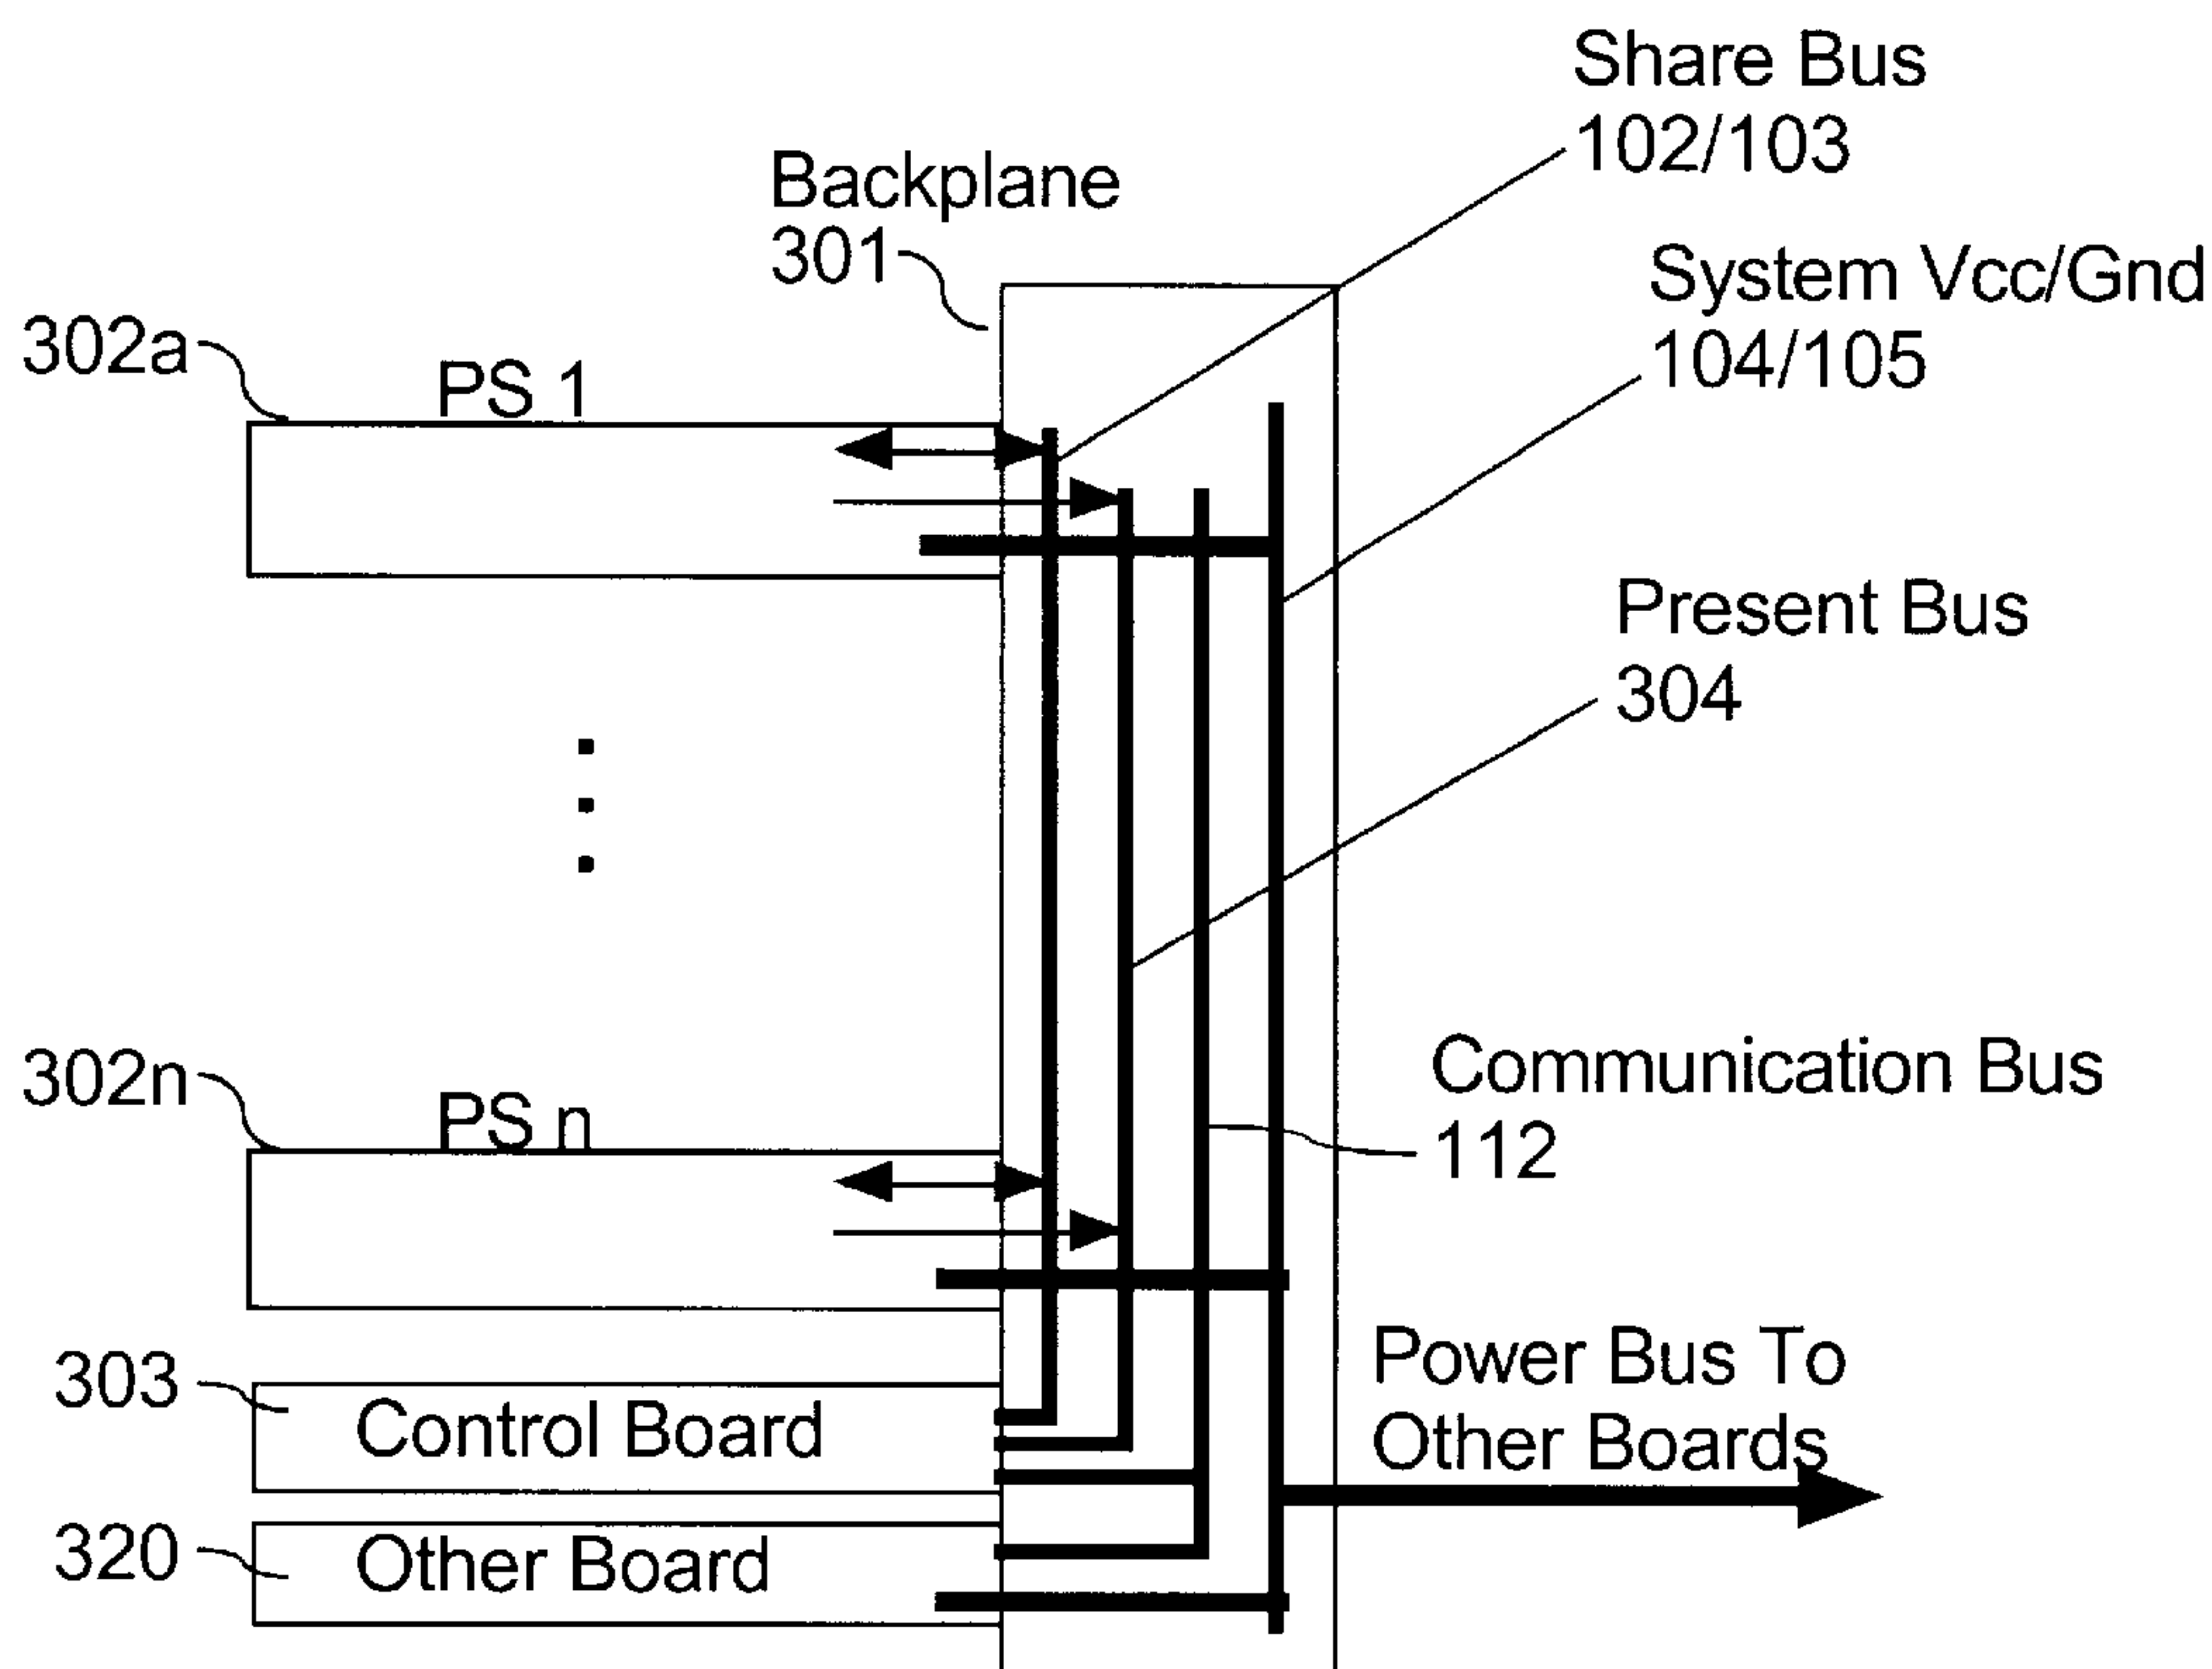 Share Bus
102/103
Backplane
301
System Vcc/Gnd
104/105
302a
PS 1
Present Bus
304
302n
PS n
Communication Bus
112
303
Control Board
Power Bus To
Other Boards
320
Other Board